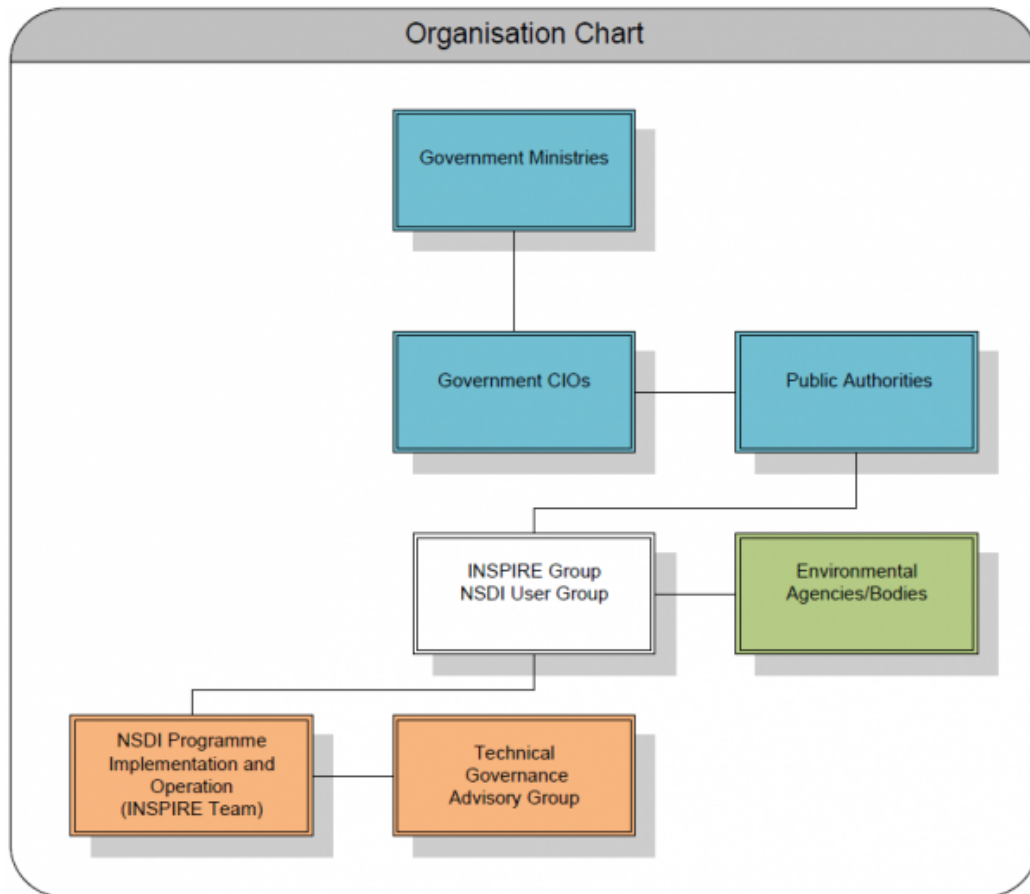 Organisation Chart
Government Ministries
Government CIOs
Public Authorities
INSPIRE Group
NSDI User Group
Environmental
Agencies/Bodies
NSDI Programme
Implementation and
Operation
(INSPIRE Team)
Technical
Governance
Advisory Group